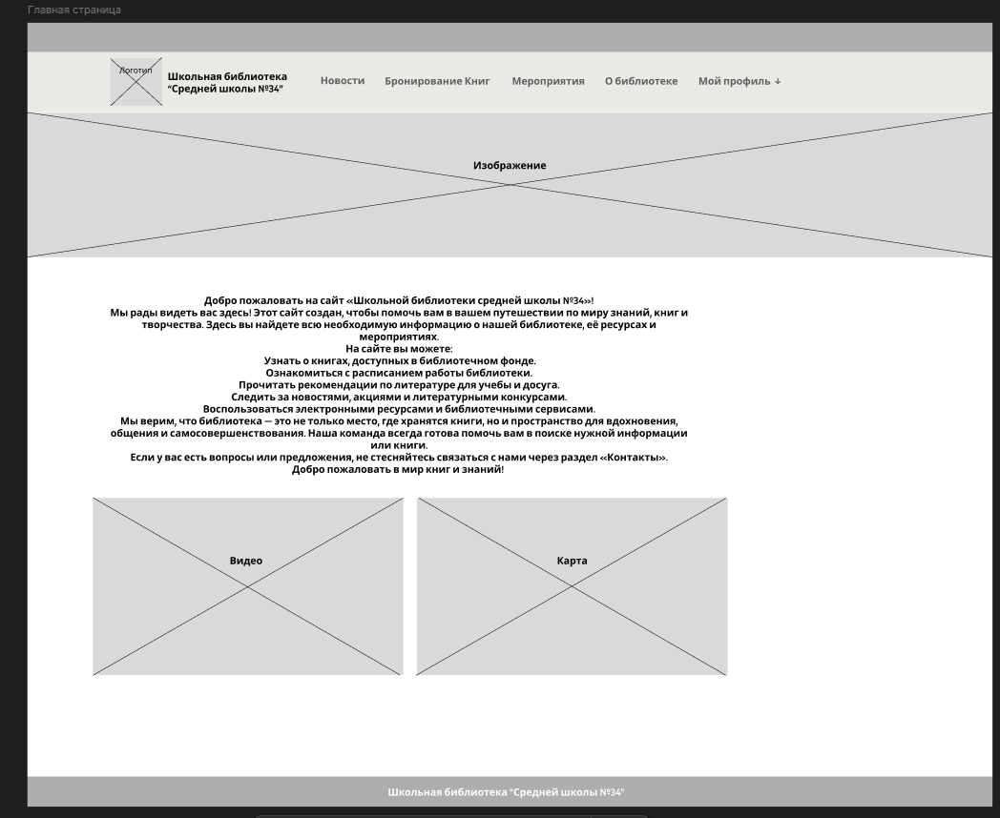 Главная страница
Логотип
Школьная библиотека
"Средней школы №34"
Новости
Бронирование Книг
Мероприятия
О библиотеке
Мой профиль ↓
Изображение
Добро пожаловать на сайт «Школьной библиотеки средней школы №34»!
Мы рады видеть вас здесь! Этот сайт создан, чтобы помочь вам в вашем путешествии по миру знаний, книг и
творчества. Здесь вы найдете всю необходимую информацию о нашей библиотеке, её ресурсах и
мероприятиях.
На сайте вы можете:
Узнать о книгах, доступных в библиотечном фонде.
Ознакомиться с расписанием работы библиотеки.
Прочитать рекомендации по литературе для учебы и досуга.
Следить за новостями, акциями и литературными конкурсами.
Воспользоваться электронными ресурсами и библиотечными сервисами.
Мы верим, что библиотека — это не только место, где хранятся книги, но и пространство для вдохновения,
общения и самосовершенствования. Наша команда всегда готова помочь вам в поиске нужной информации
или книги.
Если у вас есть вопросы или предложения, не стесняйтесь связаться с нами через раздел «Контакты».
Добро пожаловать в мир книг и знаний!
Видео
Карта
Школьная библиотека "Средней школы №34"